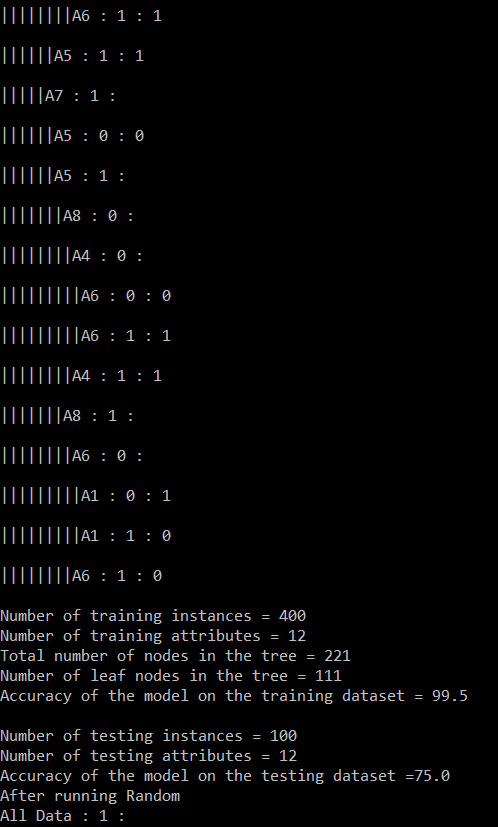 ||||||||A6 : 1 : 1
||||||A5 : 1 : 1
|||||A7 : 1 :
||||||A5 : 0 : 0
||||||A5 : 1 :
|||||||A8 : 0 :
||||||||A4 : 0 :
|||||||||A6 : 0 : 0
|||||||||A6 : 1 : 1
||||||||A4 : 1 : 1
|||||||A8 : 1 :
||||||||A6 : 0 :
|||||||||A1 : 0 : 1
|||||||||A1 : 1 : 0
||||||||A6 : 1 : 0
Number of training instances = 400
Number of training attributes = 12
Total number of nodes in the tree = 221
Number of leaf nodes in the tree = 111
Accuracy of the model on the training dataset = 99.5
Number of testing instances = 100
Number of testing attributes = 12
Accuracy of the model on the testing dataset =75.0
After running Random
All Data : 1 :